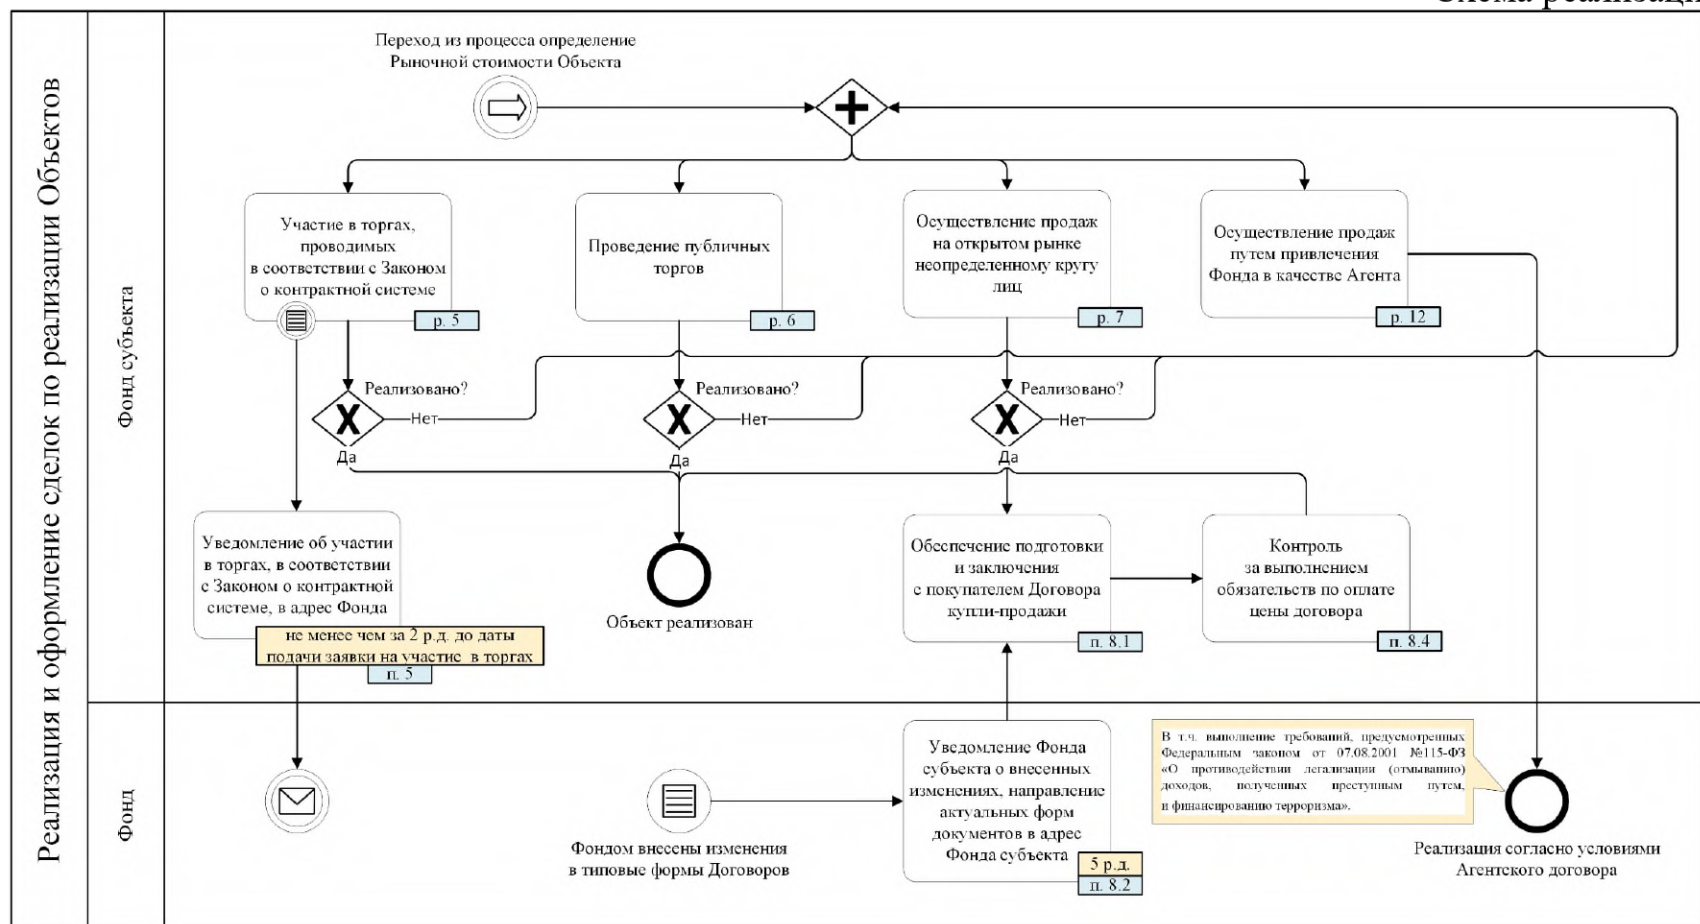 Схема реализаци
Реализация и оформление сделок по реализации Объектов
Фонд субъекта
Переход из процесса определение
Рыночной стоимости Объекта
Участие в торгах,
проводимых
в соответствии с Законом
о контрактной системе
р. 5
Проведение публичных
торгов
р. 6
Осуществление продаж
на открытом рынке
неопределенному кругу
лиц
р. 7
Осуществление продаж
путем привлечения
Фонда в качестве Агента
р. 12
Реализовано?
Нет
Да
Реализовано?
Нет
Да
Реализовано?
Нет
Да
Уведомление об участии
в торгах, в соответствии
с Законом о контрактной
системе, в адрес Фонда
не менее чем за 2 р.д. до даты
подачи заявки на участие в торгах
п. 5
Объект реализован
Обеспечение подготовки
и заключения
с покупателем Договора
купли-продажи
п. 8.1
Контроль
за выполнением
обязательств по оплате
цены договора
п. 8.4
Фонд
Фондом внесены изменения
в типовые формы Договоров
Уведомление Фонда
субъекта о внесенных
изменениях, направление
актуальных форм
документов в адрес
Фонда субъекта
5 р.д.
п. 8.2
В т.ч. выполнение требований, предусмотренных
Федеральным законом от 07.08.2001 №115-ФЗ
«О противодействии легализации (отмыванию)
доходов, полученных преступным путем,
и финансированию терроризма».
Реализация согласно условиями
Агентского договора